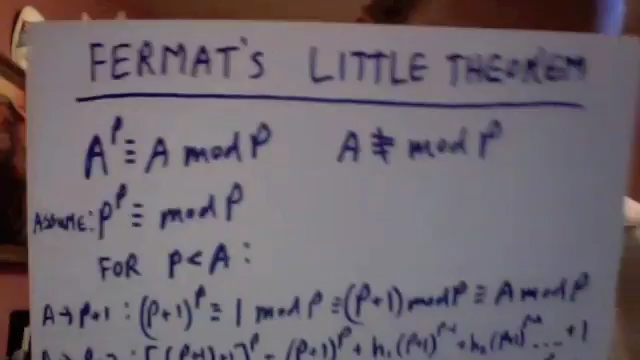 FERMAT'S LITTLE THEOREM
A^P ≡ A mod P A ≢ mod P
ASSUME: P^P ≡ mod P
FOR P < A :
A → P+1 : (P+1)^P ≡ 1 mod P ≡ (P+1) mod P ≡ A mod P